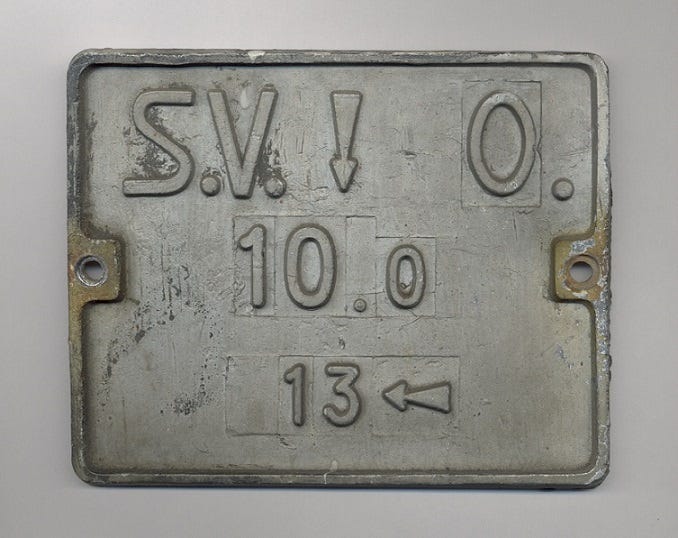 S.V. ↓ O.
10.0
13 ←